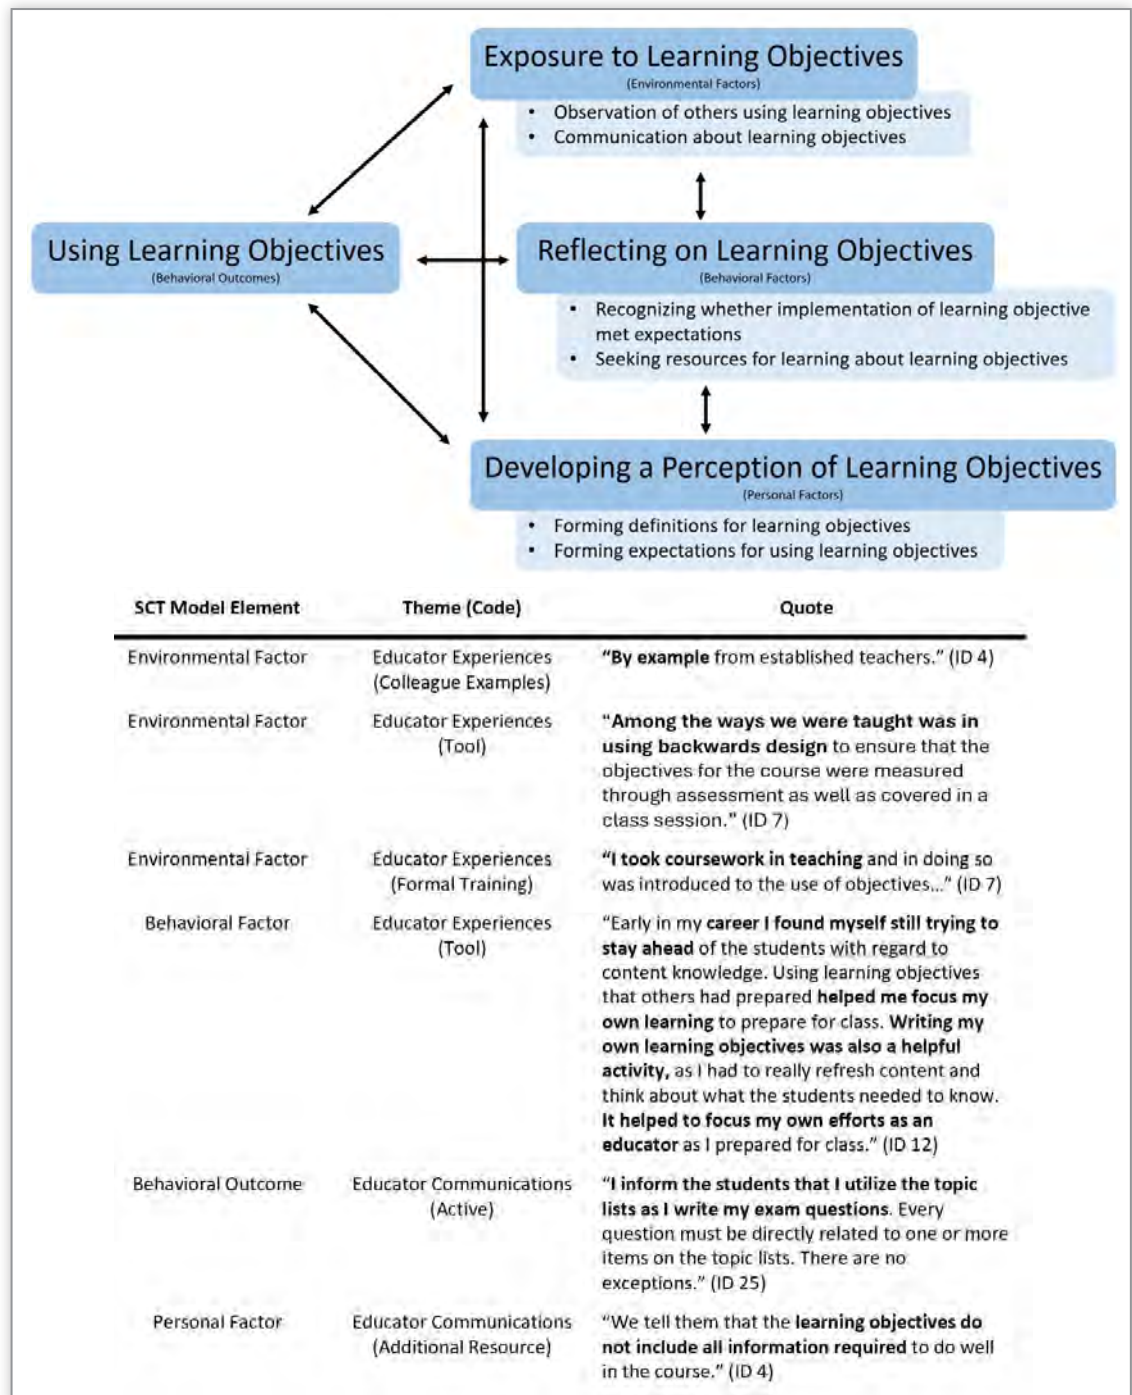 Exposure to Learning Objectives
(Environmental Factors)
• Observation of others using learning objectives
• Communication about learning objectives
Using Learning Objectives
(Behavioral Outcomes)
Reflecting on Learning Objectives
(Behavioral Factors)
• Recognizing whether implementation of learning objective
met expectations
• Seeking resources for learning about learning objectives
Developing a Perception of Learning Objectives
(Personal Factors)
• Forming definitions for learning objectives
• Forming expectations for using learning objectives
SCT Model Element Theme (Code) Quote
Environmental Factor Educator Experiences "By example from established teachers." (ID 4)
(Colleague Examples)
Environmental Factor Educator Experiences "Among the ways we were taught was in
(Tool) using backwards design to ensure that the
objectives for the course were measured
through assessment as well as covered in a
class session." (ID 7)
Environmental Factor Educator Experiences "I took coursework in teaching and in doing so
(Formal Training) was introduced to the use of objectives..." (ID 7)
Behavioral Factor Educator Experiences "Early in my career I found myself still trying to
(Tool) stay ahead of the students with regard to
content knowledge. Using learning objectives
that others had prepared helped me focus my
own learning to prepare for class. Writing my
own learning objectives was also a helpful
activity, as I had to really refresh content and
think about what the students needed to know.
It helped to focus my own efforts as an
educator as I prepared for class." (ID 12)
Behavioral Outcome Educator Communications "I inform the students that I utilize the topic
(Active) lists as I write my exam questions. Every
question must be directly related to one or more
items on the topic lists. There are no
exceptions." (ID 25)
Personal Factor Educator Communications "We tell them that the learning objectives do
(Additional Resource) not include all information required to do well
in the course." (ID 4)